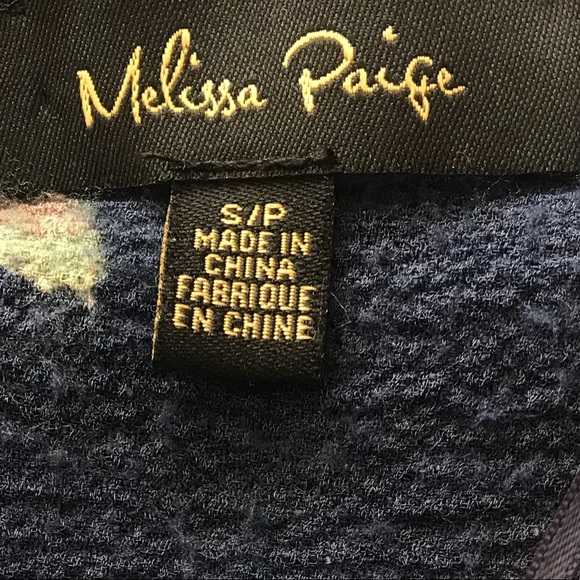 Melissa Paige
S/P
MADE IN
CHINA
FABRIQUE
EN CHINE